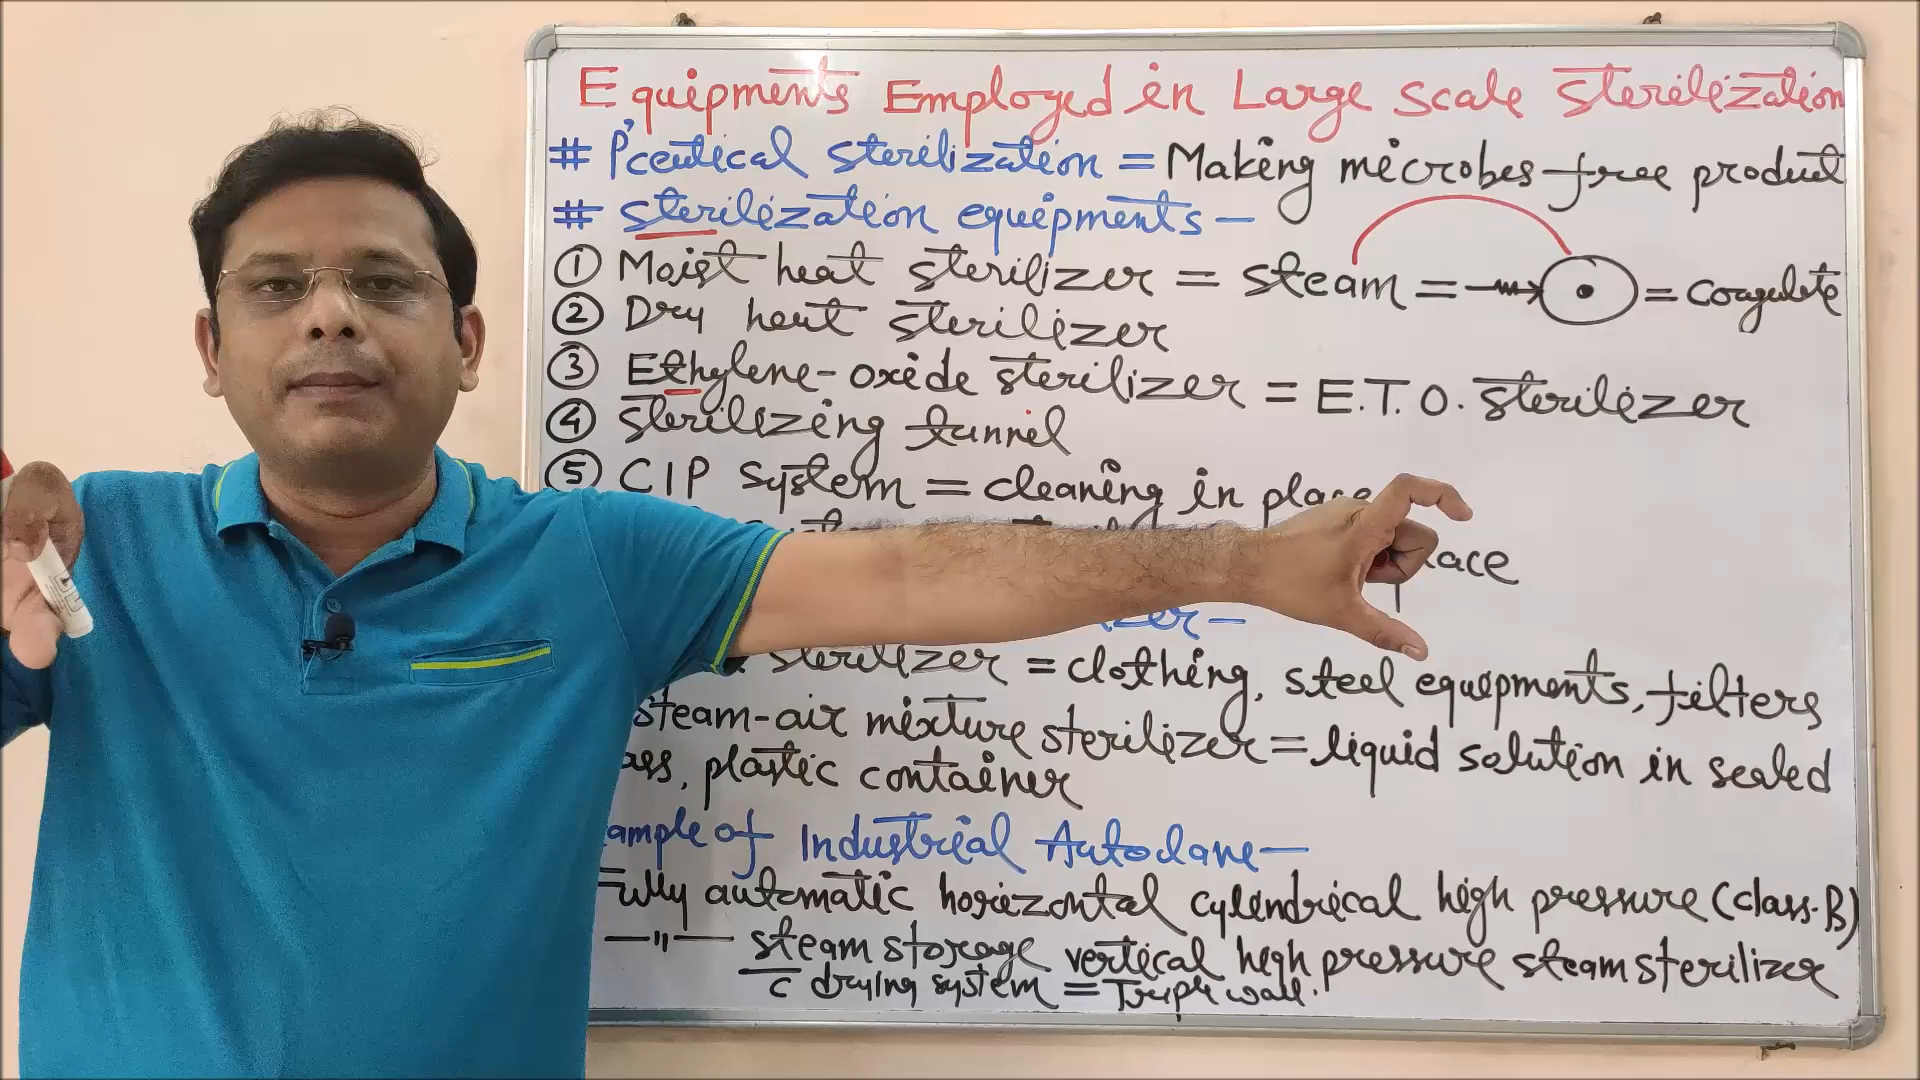 Equipments Employed in Large Scale Sterilization
# P'ceutical sterilization = Making microbes-free product
# sterilization equipments -
① Moist heat sterilizer = steam = = Coagulate
② Dry heat sterilizer
③ Ethylene-oxide sterilizer = E.T.O. sterilizer
④ Sterilizing tunnel
⑤ CIP System = cleaning in place
ace
zer -
sterilizer = clothing, steel equipments, filters
steam-air mixture sterilizer = liquid solution in sealed
ass, plastic container
ample of Industrial Autoclave -
Fully automatic horizontal cylendrical high pressure (class-B)
—"— steam storage vertical high pressure steam sterilizer
c̅ drying system = Triple wall.